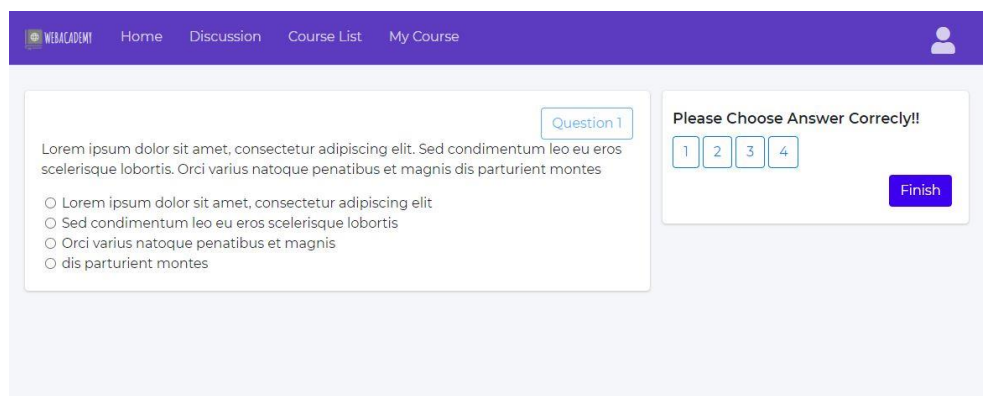 WEBACADEMY Home Discussion Course List My Course
Question 1
Lorem ipsum dolor sit amet, consectetur adipiscing elit. Sed condimentum leo eu eros
scelerisque lobortis. Orci varius natoque penatibus et magnis dis parturient montes
Lorem ipsum dolor sit amet, consectetur adipiscing elit
Sed condimentum leo eu eros scelerisque lobortis
Orci varius natoque penatibus et magnis
dis parturient montes
Please Choose Answer Correcly!!
1 2 3 4
Finish